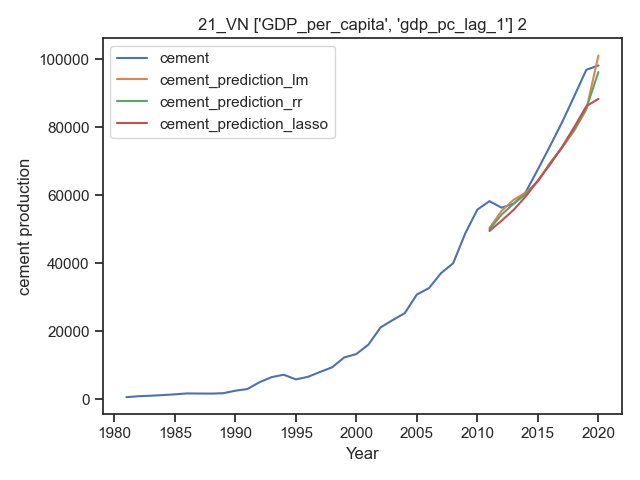 21_VN ['GDP_per_capita', 'gdp_pc_lag_1'] 2
cement
cement_prediction_lm
cement_prediction_rr
cement_prediction_lasso
cement production
100000
80000
60000
40000
20000
0
1980 1985 1990 1995 2000 2005 2010 2015 2020
Year